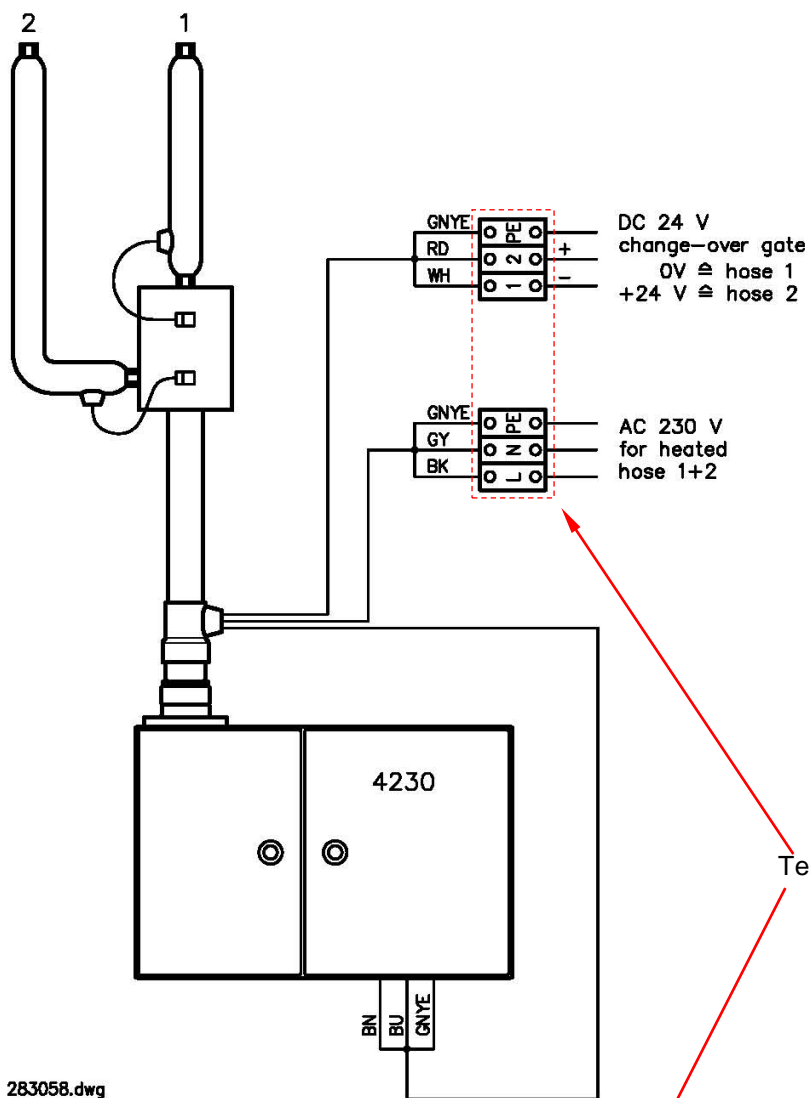 2 1
GNYE PE DC 24 V
change-over gate
RD 2 +
0V ≙ hose 1
WH 1 -
+24 V ≙ hose 2
GNYE PE AC 230 V
GY N for heated
BK L hose 1+2
4230
Te
BN BU GNYE
283058.dwg